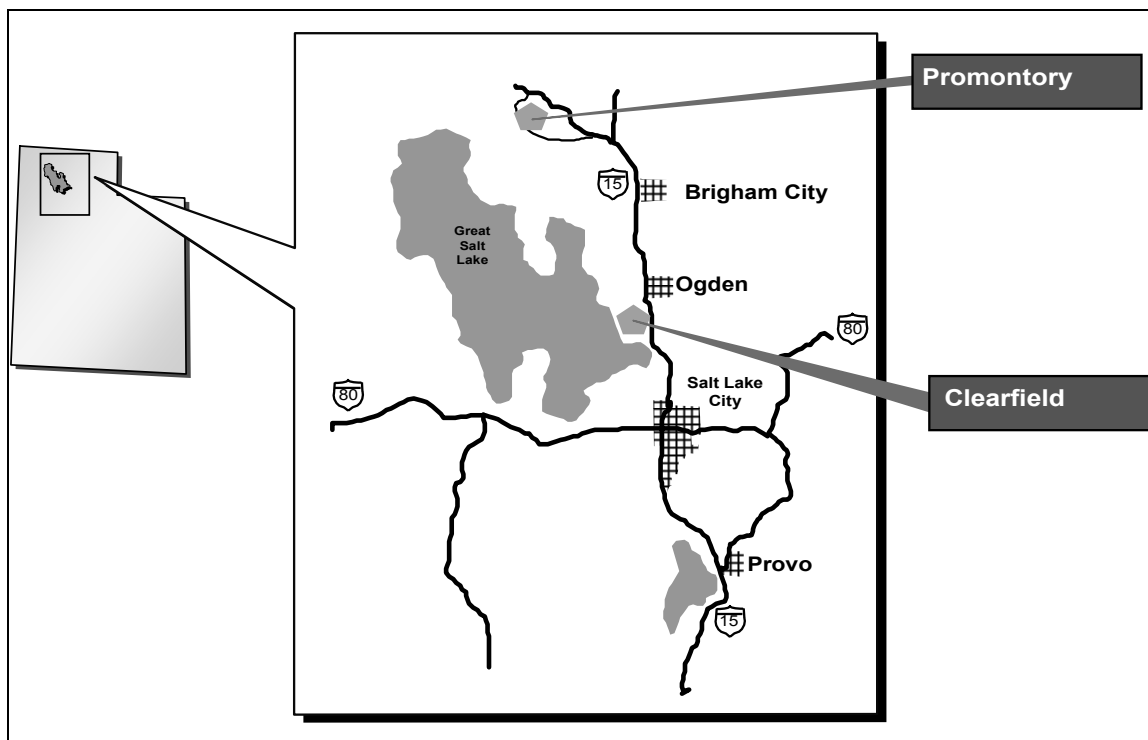 Promontory
15
Brigham City
Great
Salt
Lake
Ogden
80
Salt Lake
City
80
Clearfield
Provo
15